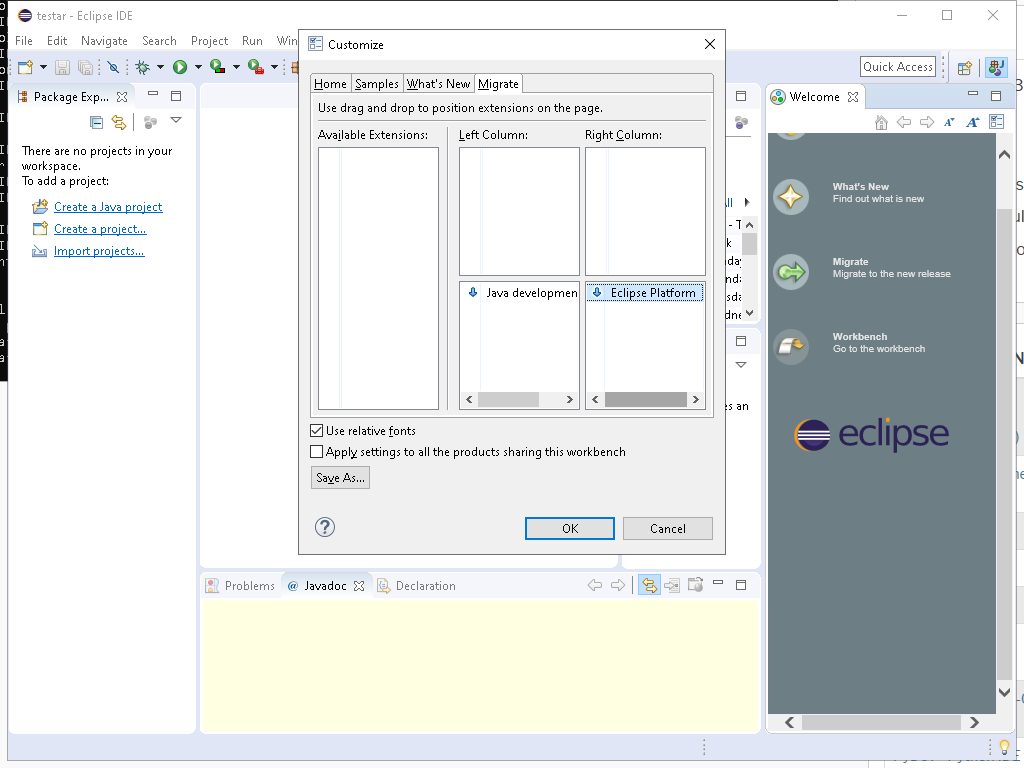 testar - Eclipse IDE
File Edit Navigate Search Project Run Win
Quick Access
Package Exp...
There are no projects in your
workspace.
To add a project:
Create a Java project
Create a project...
Import projects...
Customize
Home Samples What's New Migrate
Use drag and drop to position extensions on the page.
Available Extensions: Left Column: Right Column:
Java developmen
Eclipse Platform
Use relative fonts
Apply settings to all the products sharing this workbench
Save As...
OK Cancel
Welcome
What's New
Find out what is new
Migrate
Migrate to the new release
Workbench
Go to the workbench
eclipse
Problems @ Javadoc Declaration